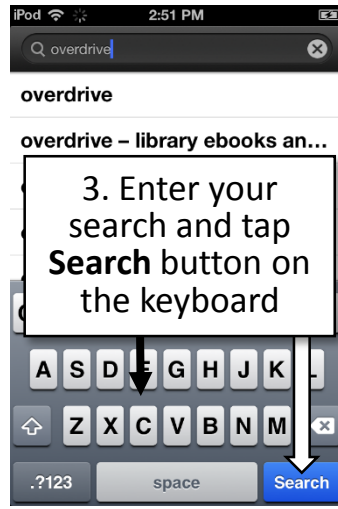 iPod 2:51 PM
overdrive
overdrive
overdrive – library ebooks an...
3. Enter your
search and tap
Search button on
the keyboard
A S D E G H J K L
Z X C V B N M
.?123 space Search